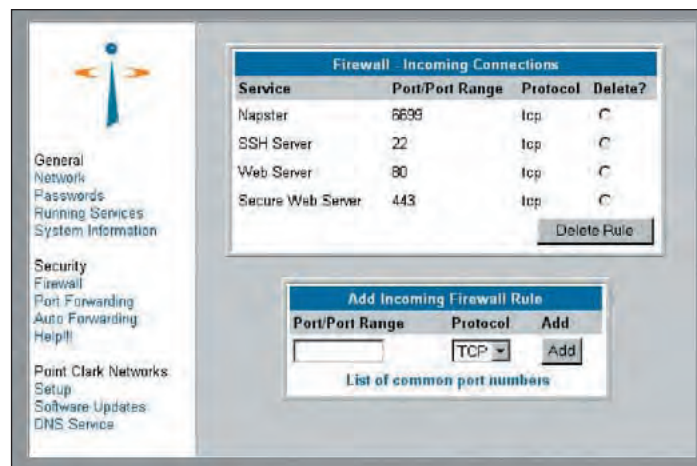 General
Network
Passwords
Running Services
System Information
Security
Firewall
Port Forwarding
Auto Forwarding
Help!!!
Point Clark Networks
Setup
Software Updates
DNS Service
Firewall - Incoming Connections
Service Port/Port Range Protocol Delete?
Napster 6699 tcp
SSH Server 22 tcp
Web Server 80 tcp
Secure Web Server 443 tcp
Delete Rule
Add Incoming Firewall Rule
Port/Port Range Protocol Add
TCP Add
List of common port numbers